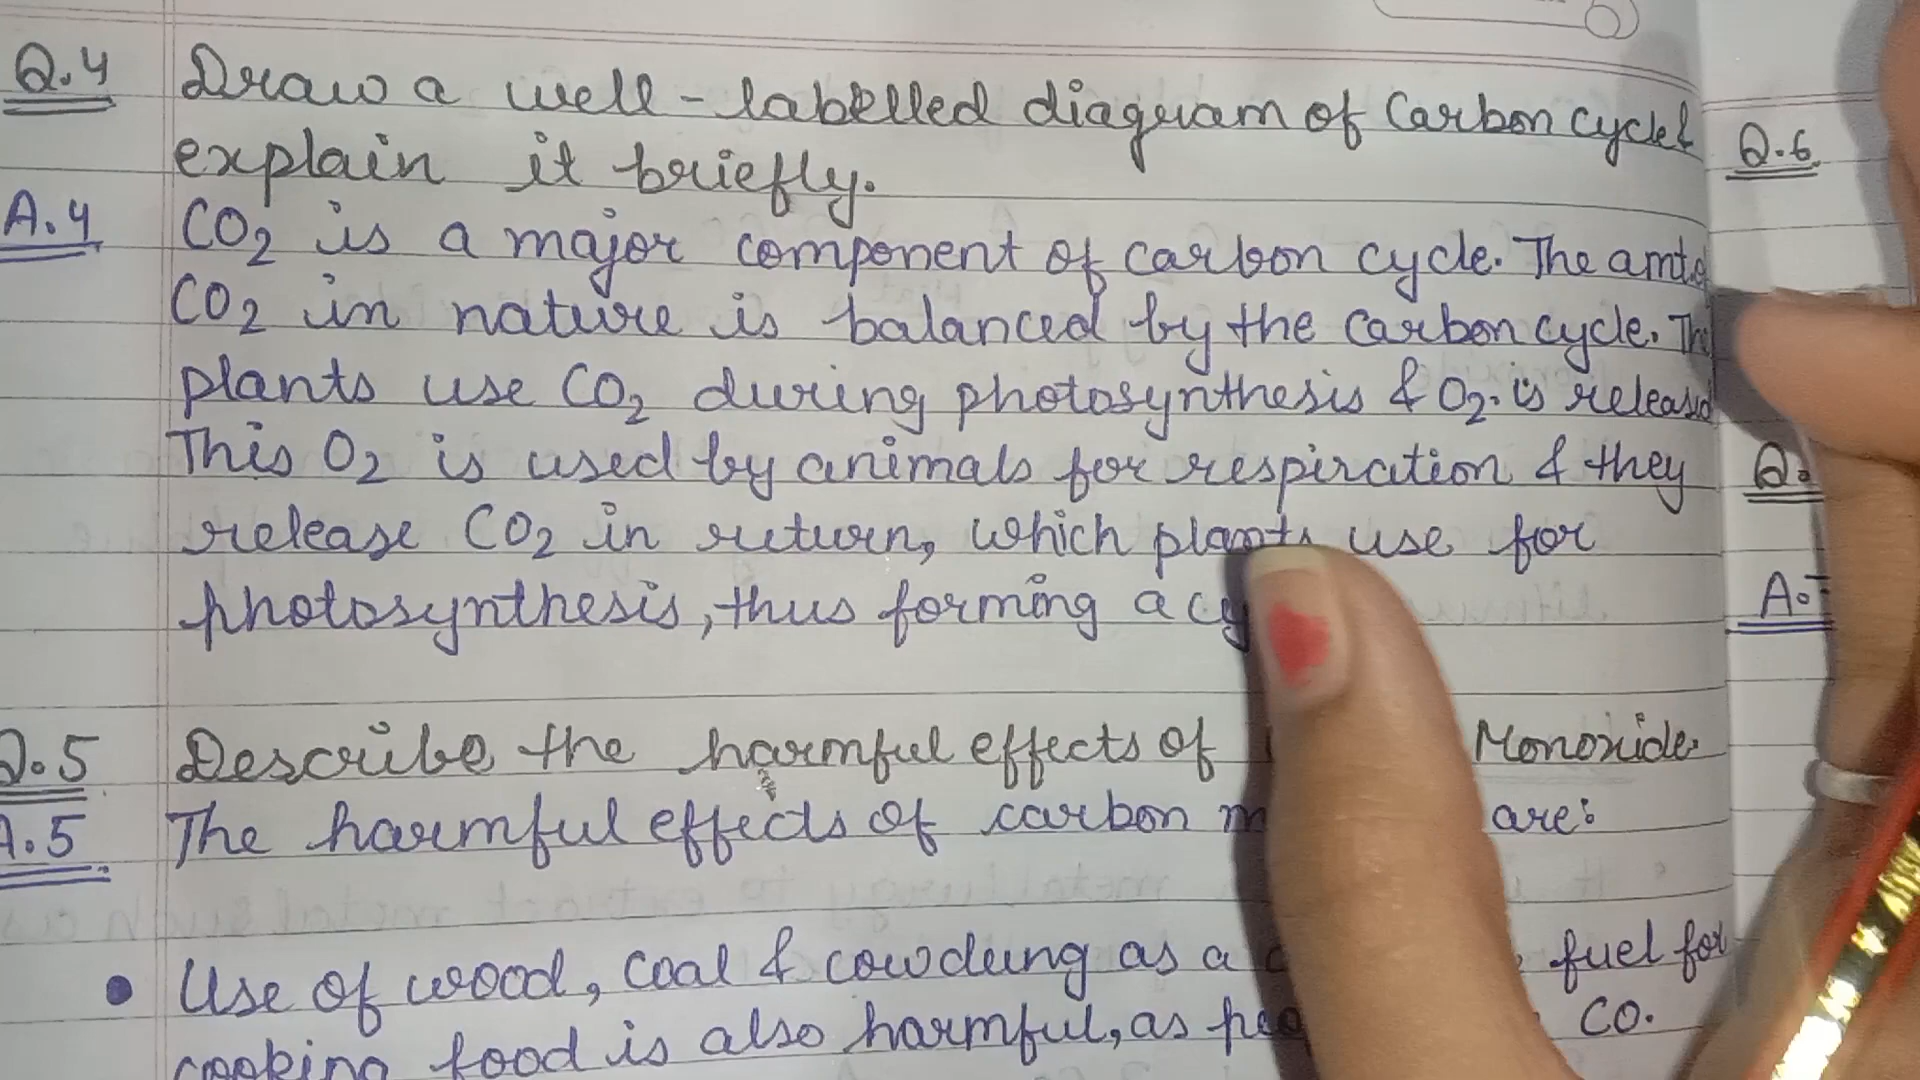 Q.4 Draw a well-labelled diagram of Carbon cycle &
explain it briefly.
A.4 CO2 is a major component of carbon cycle. The amt.
CO2 in nature is balanced by the carbon cycle.
plants use CO2 during photosynthesis & O2 is released
This O2 is used by animals for respiration & they
release CO2 in return, which plants use for
photosynthesis, thus forming a
Q.5 Describe the harmful effects of Monoxide.
A.5 The harmful effects of carbon are:
• Use of wood, coal & cowdung as a fuel for
cooking food is also harmful, as CO.
Q.6